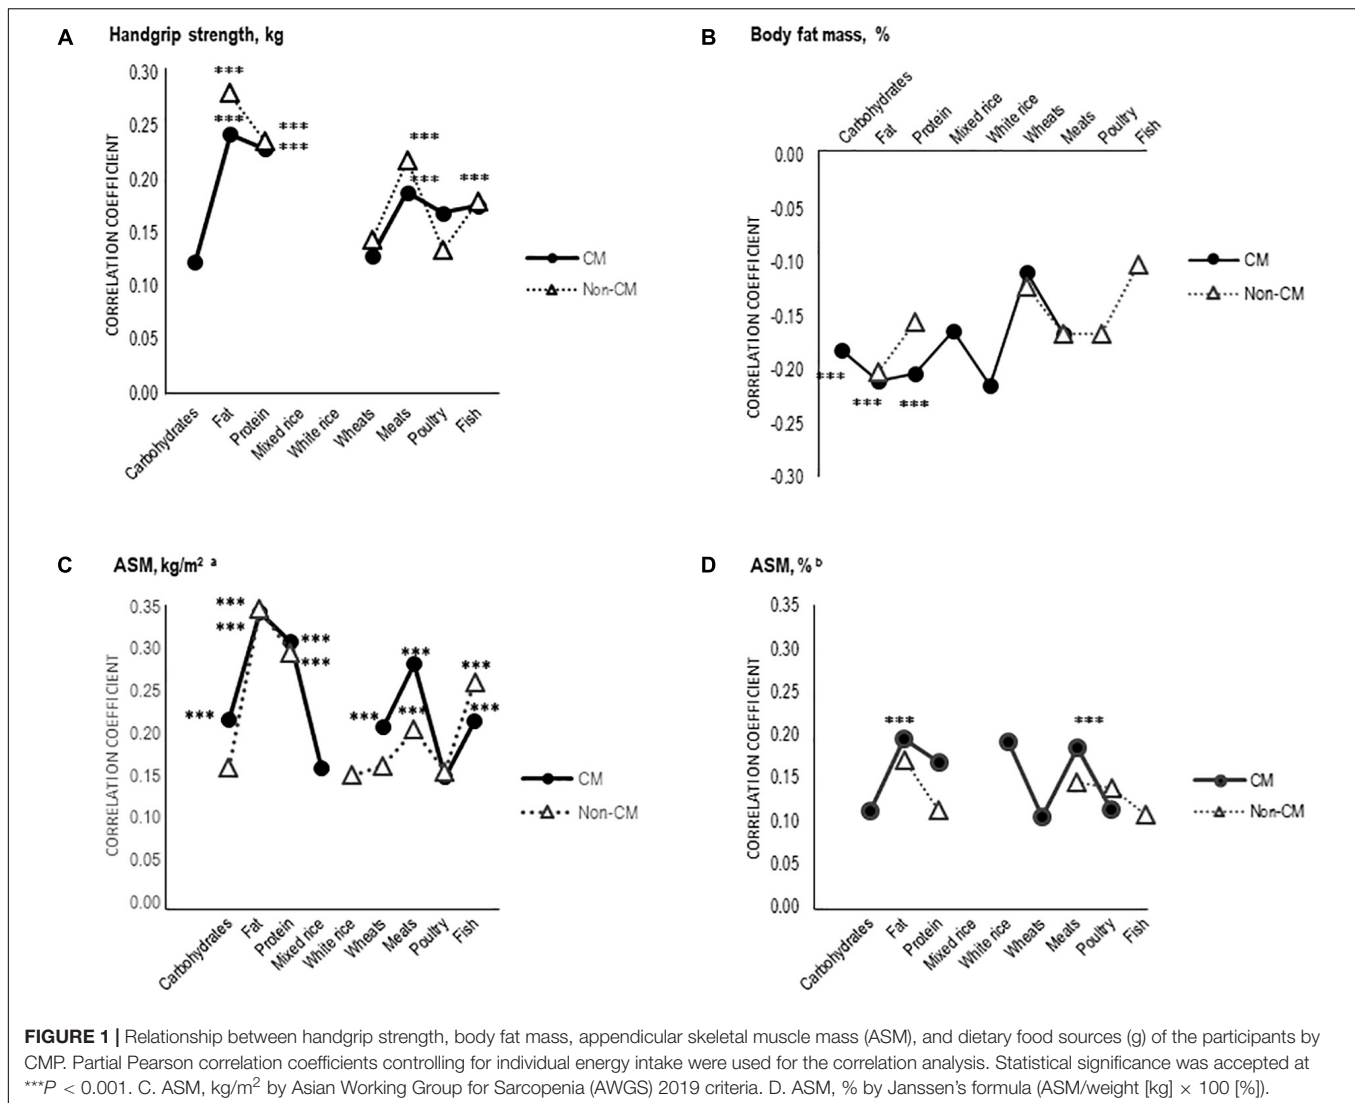 A Handgrip strength, kg
0.30
0.25
0.20
0.15
0.10
0.05
0.00
CORRELATION COEFFICIENT
***
***
***
***
***
***
***
Carbohydrates
Fat
Protein
Mixed rice
White rice
Wheats
Meats
Poultry
Fish
CM
Non-CM
B Body fat mass, %
Carbohydrates
Fat
Protein
Mixed rice
White rice
Wheats
Meats
Poultry
Fish
0.00
-0.05
-0.10
-0.15
-0.20
-0.25
-0.30
CORRELATION COEFFICIENT
***
***
***
CM
Non-CM
C ASM, kg/m² ᵃ
0.35
0.30
0.25
0.20
0.15
0.10
0.05
0.00
CORRELATION COEFFICIENT
***
***
***
***
***
***
***
***
***
***
Carbohydrates
Fat
Protein
Mixed rice
White rice
Wheats
Meats
Poultry
Fish
CM
Non-CM
D ASM, % ᵇ
0.35
0.30
0.25
0.20
0.15
0.10
0.05
0.00
CORRELATION COEFFICIENT
***
***
Carbohydrates
Fat
Protein
Mixed rice
White rice
Wheats
Meats
Poultry
Fish
CM
Non-CM
FIGURE 1 | Relationship between handgrip strength, body fat mass, appendicular skeletal muscle mass (ASM), and dietary food sources (g) of the participants by
CMP. Partial Pearson correlation coefficients controlling for individual energy intake were used for the correlation analysis. Statistical significance was accepted at
***P < 0.001. C. ASM, kg/m² by Asian Working Group for Sarcopenia (AWGS) 2019 criteria. D. ASM, % by Janssen's formula (ASM/weight [kg] × 100 [%]).